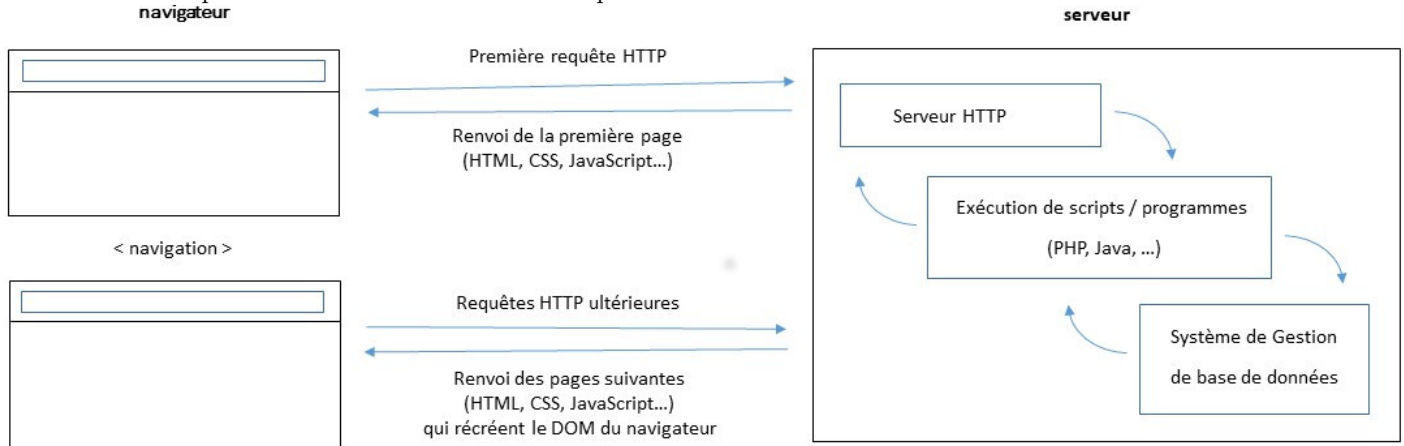 navigateur
serveur
Première requête HTTP
Renvoi de la première page
(HTML, CSS, JavaScript…)
Serveur HTTP
Exécution de scripts / programmes
(PHP, Java, …)
< navigation >
Requêtes HTTP ultérieures
Renvoi des pages suivantes
(HTML, CSS, JavaScript…)
qui récréent le DOM du navigateur
Système de Gestion
de base de données